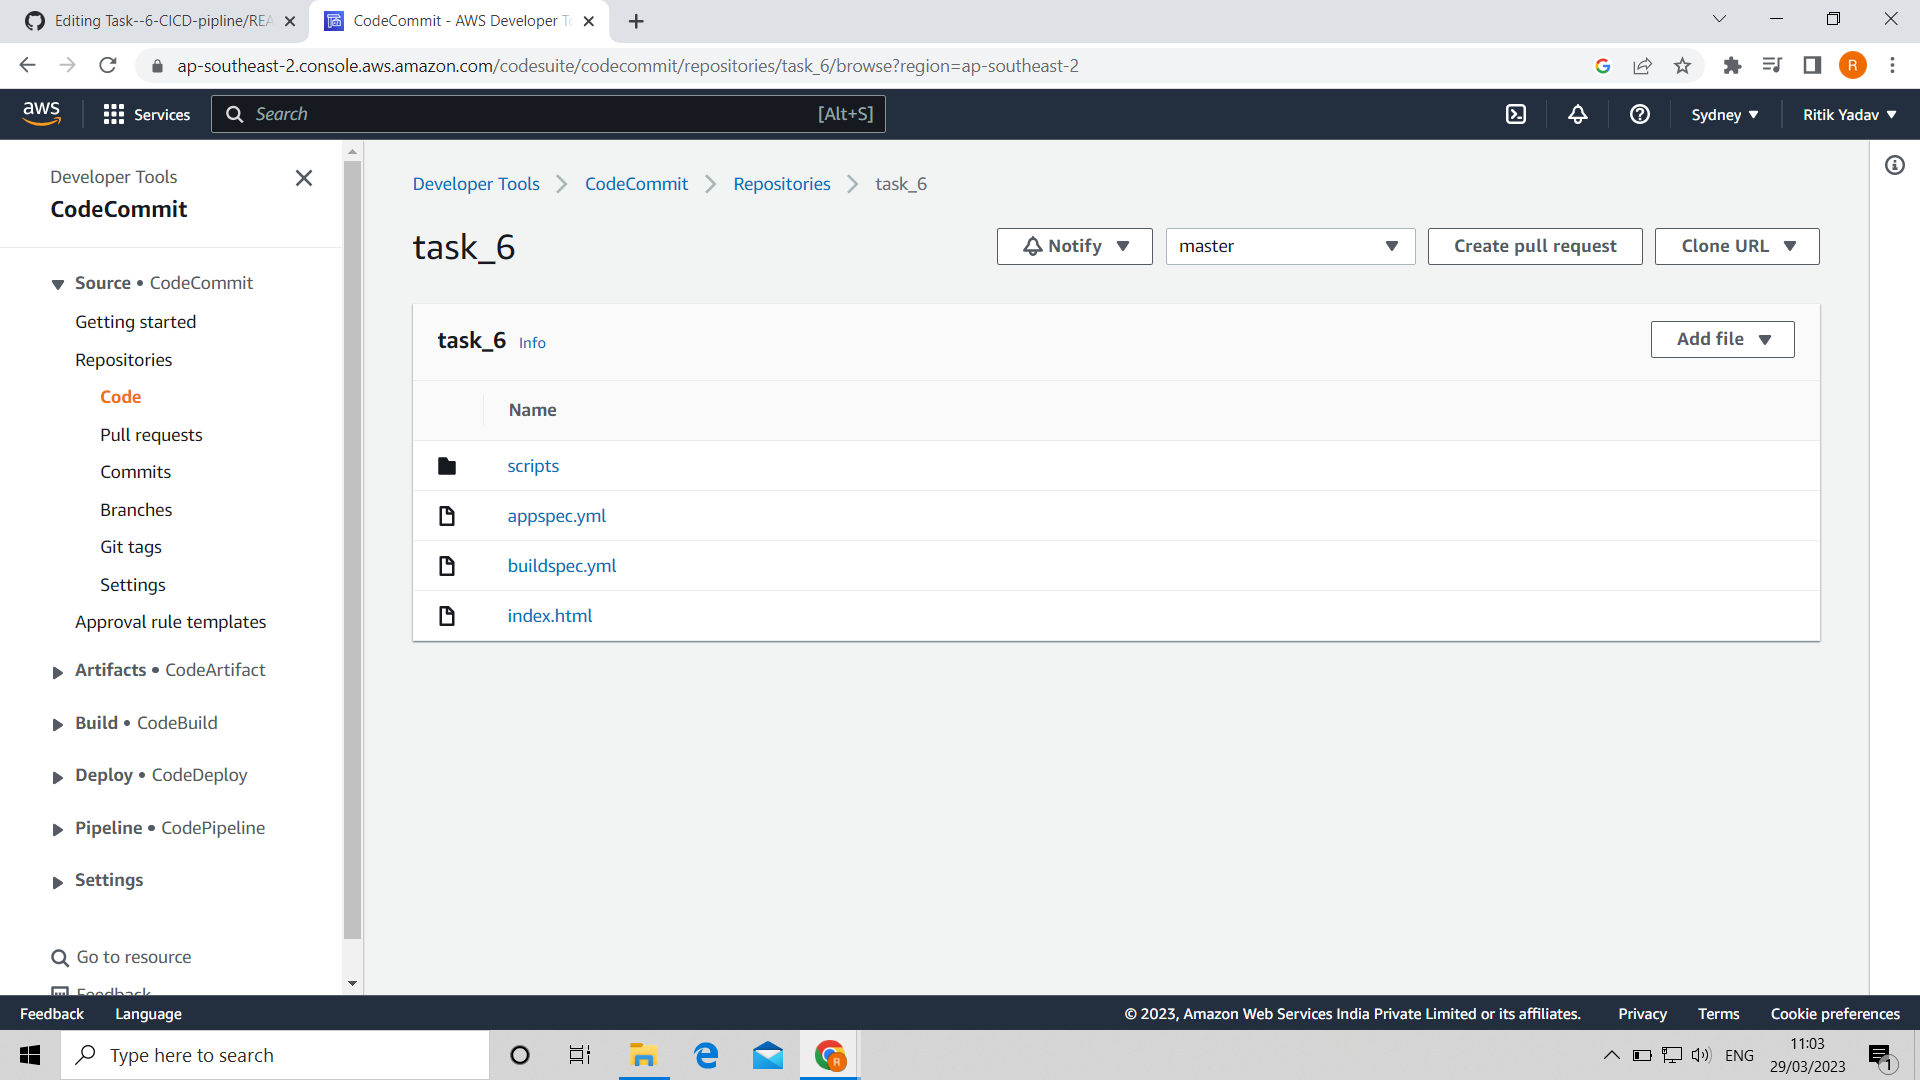 Editing Task--6-CICD-pipline/REA
CodeCommit - AWS Developer To
ap-southeast-2.console.aws.amazon.com/codesuite/codecommit/repositories/task_6/browse?region=ap-southeast-2
R
aws
Services
Search
[Alt+S]
Sydney
Ritik Yadav
Developer Tools
CodeCommit
Source • CodeCommit
Getting started
Repositories
Code
Pull requests
Commits
Branches
Git tags
Settings
Approval rule templates
Artifacts • CodeArtifact
Build • CodeBuild
Deploy • CodeDeploy
Pipeline • CodePipeline
Settings
Go to resource
Feedback
Developer Tools
CodeCommit
Repositories
task_6
task_6
Notify
master
Create pull request
Clone URL
task_6 Info
Add file
Name
scripts
appspec.yml
buildspec.yml
index.html
Feedback
Language
© 2023, Amazon Web Services India Private Limited or its affiliates.
Privacy
Terms
Cookie preferences
Type here to search
R
ENG
11:03
29/03/2023
1